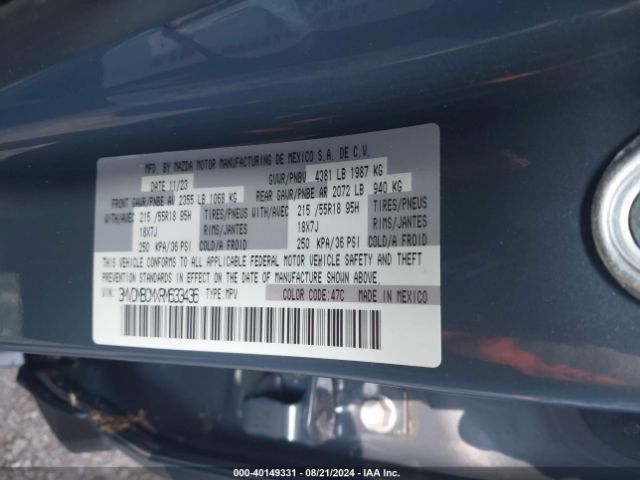 MFD. BY MAZDA MOTOR MANUFACTURING DE MEXICO S.A. DE C.V.
DATE 11/23 GVWR/PNBV 4381 LB 1987 KG
FRONT GAWR/PNBE AV 2355 LB 1068 KG REAR GAWR/PNBE AR 2072 LB 940 KG
WITH/AVEC 215 /55R18 95H TIRES/PNEUS WITH/AVEC 215 /55R18 95H TIRES/PNEUS
18X7J RIMS/JANTES 18X7J RIMS/JANTES
250 KPA/36 PSI COLD/A FROID 250 KPA/36 PSI COLD/A FROID
THIS VEHICLE CONFORMS TO ALL APPLICABLE FEDERAL MOTOR VEHICLE SAFETY AND THEFT
PREVENTION STANDARDS IN EFFECT ON THE DATE OF MANUFACTURE SHOWN ABOVE.
VIN: 3MVDMBCMXRM633436 TYPE:MPV COLOR CODE:47C MADE IN MEXICO
000-40149331 - 08/21/2024 - IAA Inc.